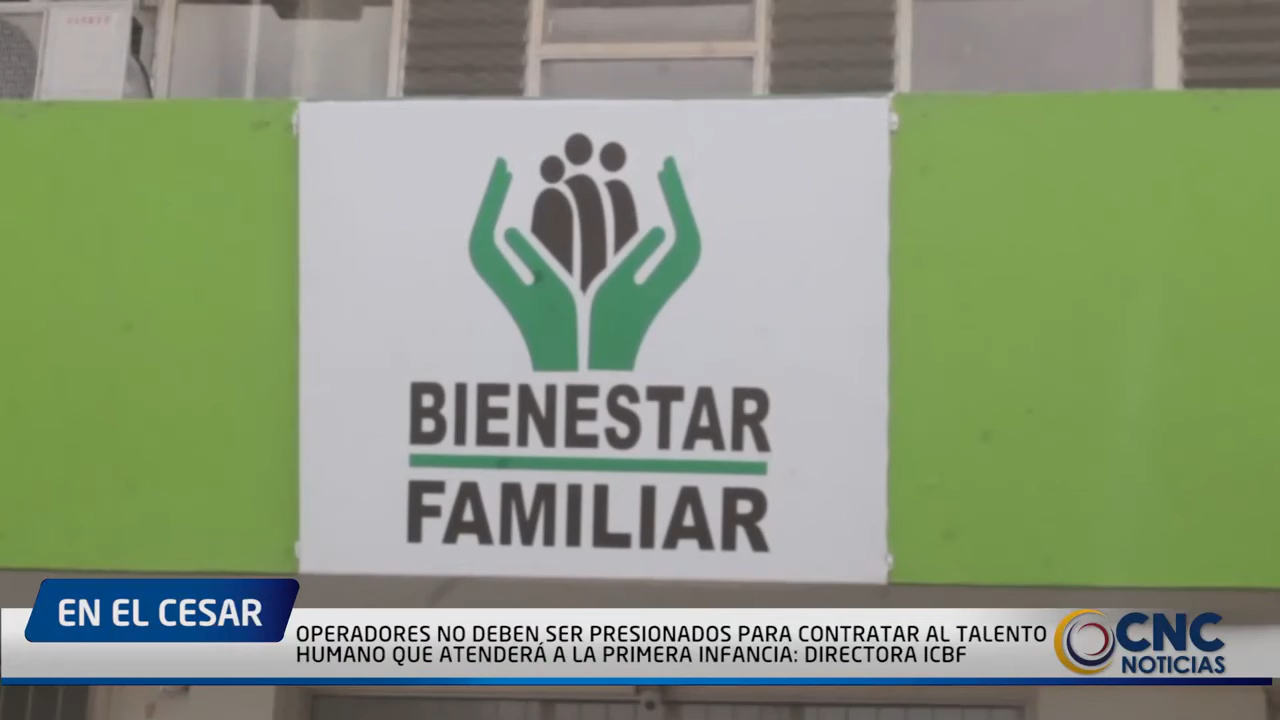 BIENESTAR
FAMILIAR
EN EL CESAR
OPERADORES NO DEBEN SER PRESIONADOS PARA CONTRATAR AL TALENTO
HUMANO QUE ATENDERÁ A LA PRIMERA INFANCIA: DIRECTORA ICBF
CNC
NOTICIAS